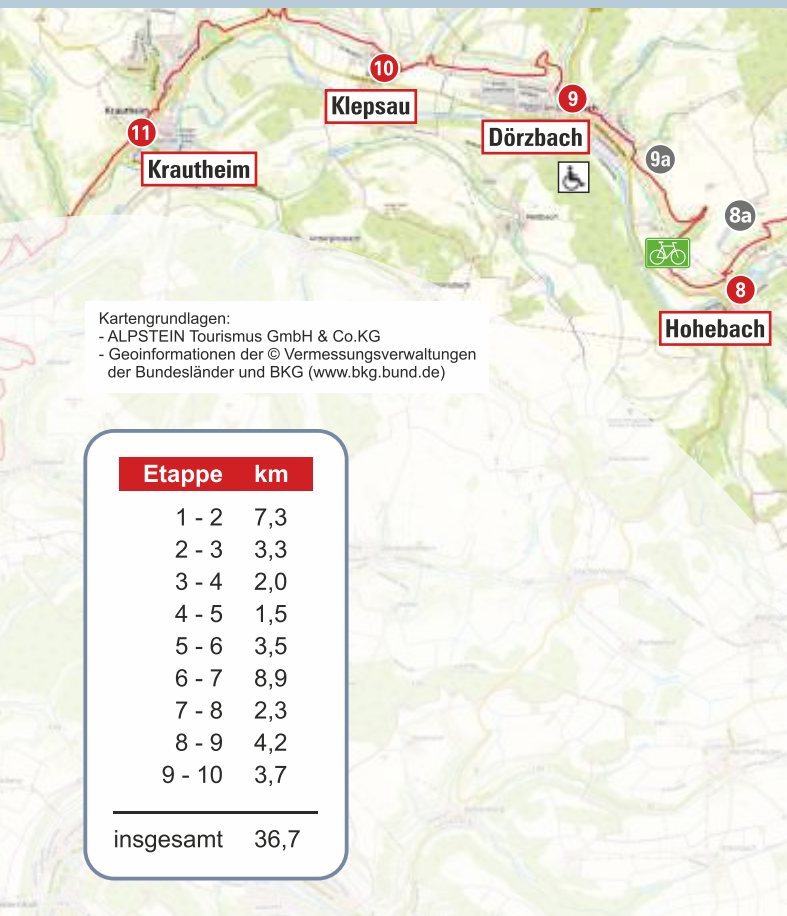 10
Klepsau
9
Dörzbach
11
Krautheim
Krautheim
9a
8a
8
Hohebach
Kartengrundlagen:
- ALPSTEIN Tourismus GmbH & Co.KG
- Geoinformationen der © Vermessungsverwaltungen
der Bundesländer und BKG (www.bkg.bund.de)
Etappe km
1 - 2 7,3
2 - 3 3,3
3 - 4 2,0
4 - 5 1,5
5 - 6 3,5
6 - 7 8,9
7 - 8 2,3
8 - 9 4,2
9 - 10 3,7
insgesamt 36,7